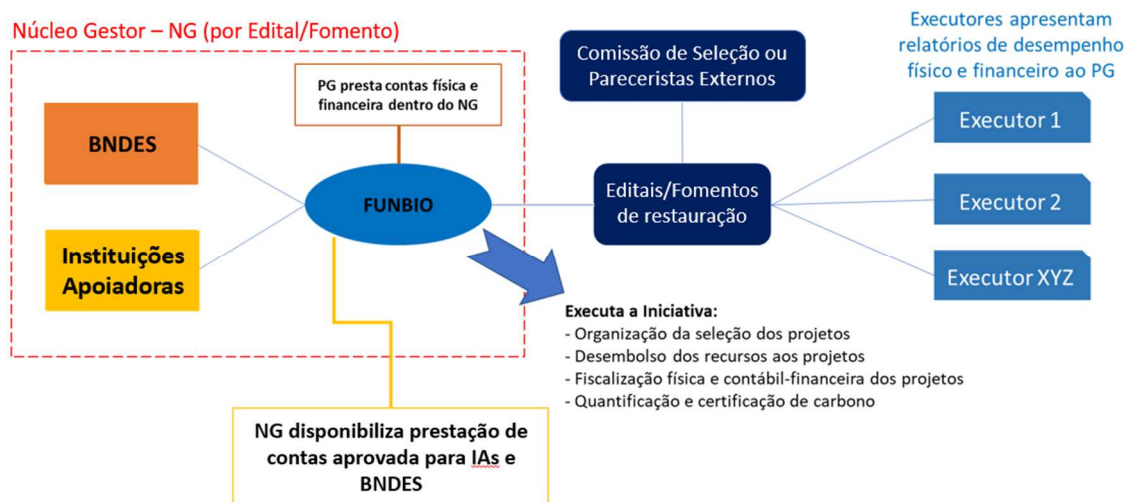 Núcleo Gestor – NG (por Edital/Fomento)
PG presta contas física e
financeira dentro do NG
BNDES
FUNBIO
Instituições
Apoiadoras
Comissão de Seleção ou
Pareceristas Externos
Editais/Fomentos
de restauração
Executores apresentam
relatórios de desempenho
físico e financeiro ao PG
Executor 1
Executor 2
Executor XYZ
Executa a Iniciativa:
- Organização da seleção dos projetos
- Desembolso dos recursos aos projetos
- Fiscalização física e contábil-financeira dos projetos
- Quantificação e certificação de carbono
NG disponibiliza prestação de
contas aprovada para IAs e
BNDES